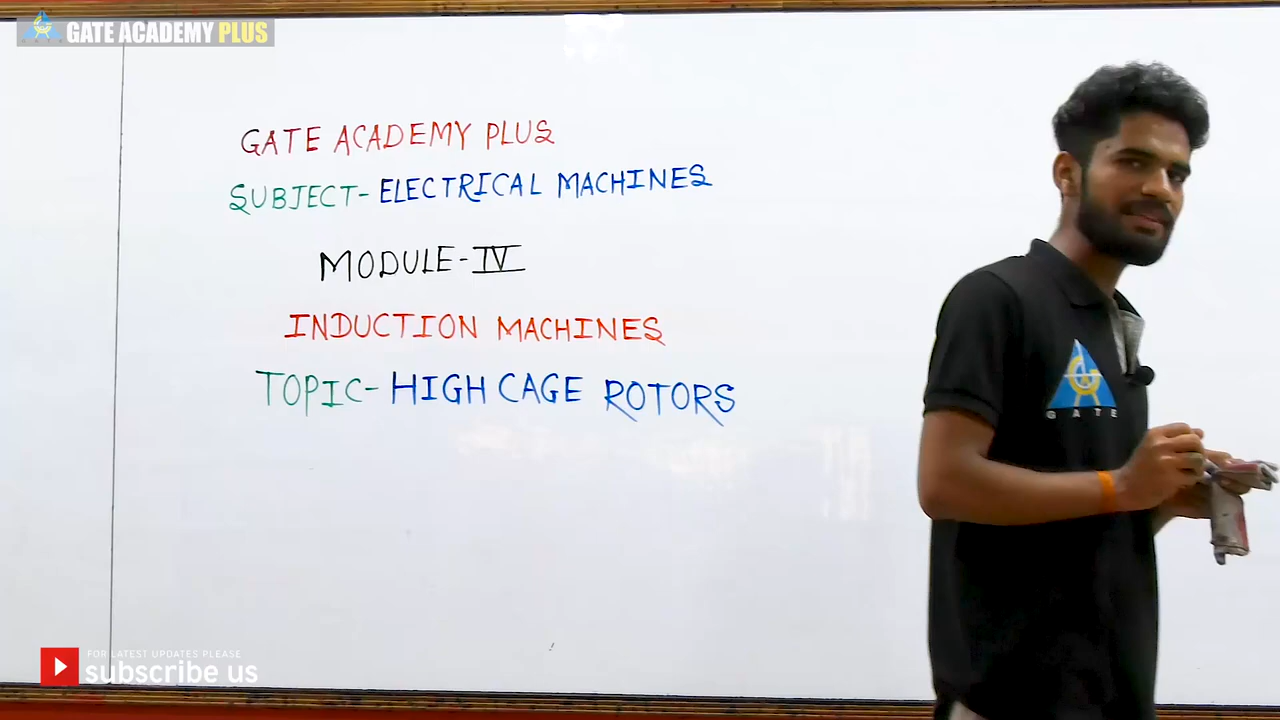 GATE ACADEMY PLUS
GATE ACADEMY PLUS
SUBJECT- ELECTRICAL MACHINES
MODULE-IV
INDUCTION MACHINES
TOPIC- HIGH CAGE ROTORS
GATE
FOR LATEST UPDATES PLEASE
subscribe us